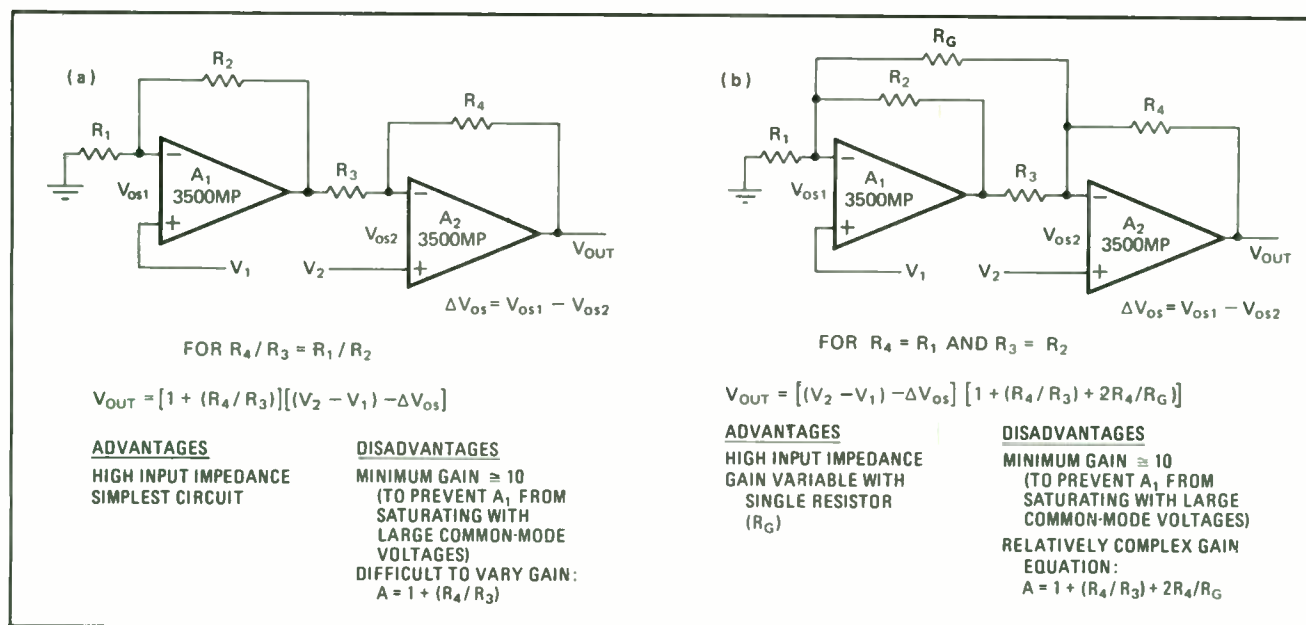 (a)
R2
R4
R1
R3
−
A1
3500MP
+
Vos1
V1
−
A2
3500MP
+
Vos2
V2
VOUT
ΔVos = Vos1 − Vos2
FOR R4/R3 = R1/R2
VOUT = [1 + (R4/R3)][(V2 − V1) − ΔVos]
ADVANTAGES
HIGH INPUT IMPEDANCE
SIMPLEST CIRCUIT
DISADVANTAGES
MINIMUM GAIN ≅ 10
(TO PREVENT A1 FROM
SATURATING WITH
LARGE COMMON-MODE
VOLTAGES)
DIFFICULT TO VARY GAIN:
A = 1 + (R4/R3)
(b)
RG
R2
R4
R1
R3
−
A1
3500MP
+
Vos1
V1
−
A2
3500MP
+
Vos2
V2
VOUT
ΔVos = Vos1 − Vos2
FOR R4 = R1 AND R3 = R2
VOUT = [(V2 − V1) − ΔVos] [1 + (R4/R3) + 2R4/RG)]
ADVANTAGES
HIGH INPUT IMPEDANCE
GAIN VARIABLE WITH
SINGLE RESISTOR
(RG)
DISADVANTAGES
MINIMUM GAIN ≅ 10
(TO PREVENT A1 FROM
SATURATING WITH LARGE
COMMON-MODE VOLTAGES)
RELATIVELY COMPLEX GAIN
EQUATION:
A = 1 + (R4/R3) + 2R4/RG